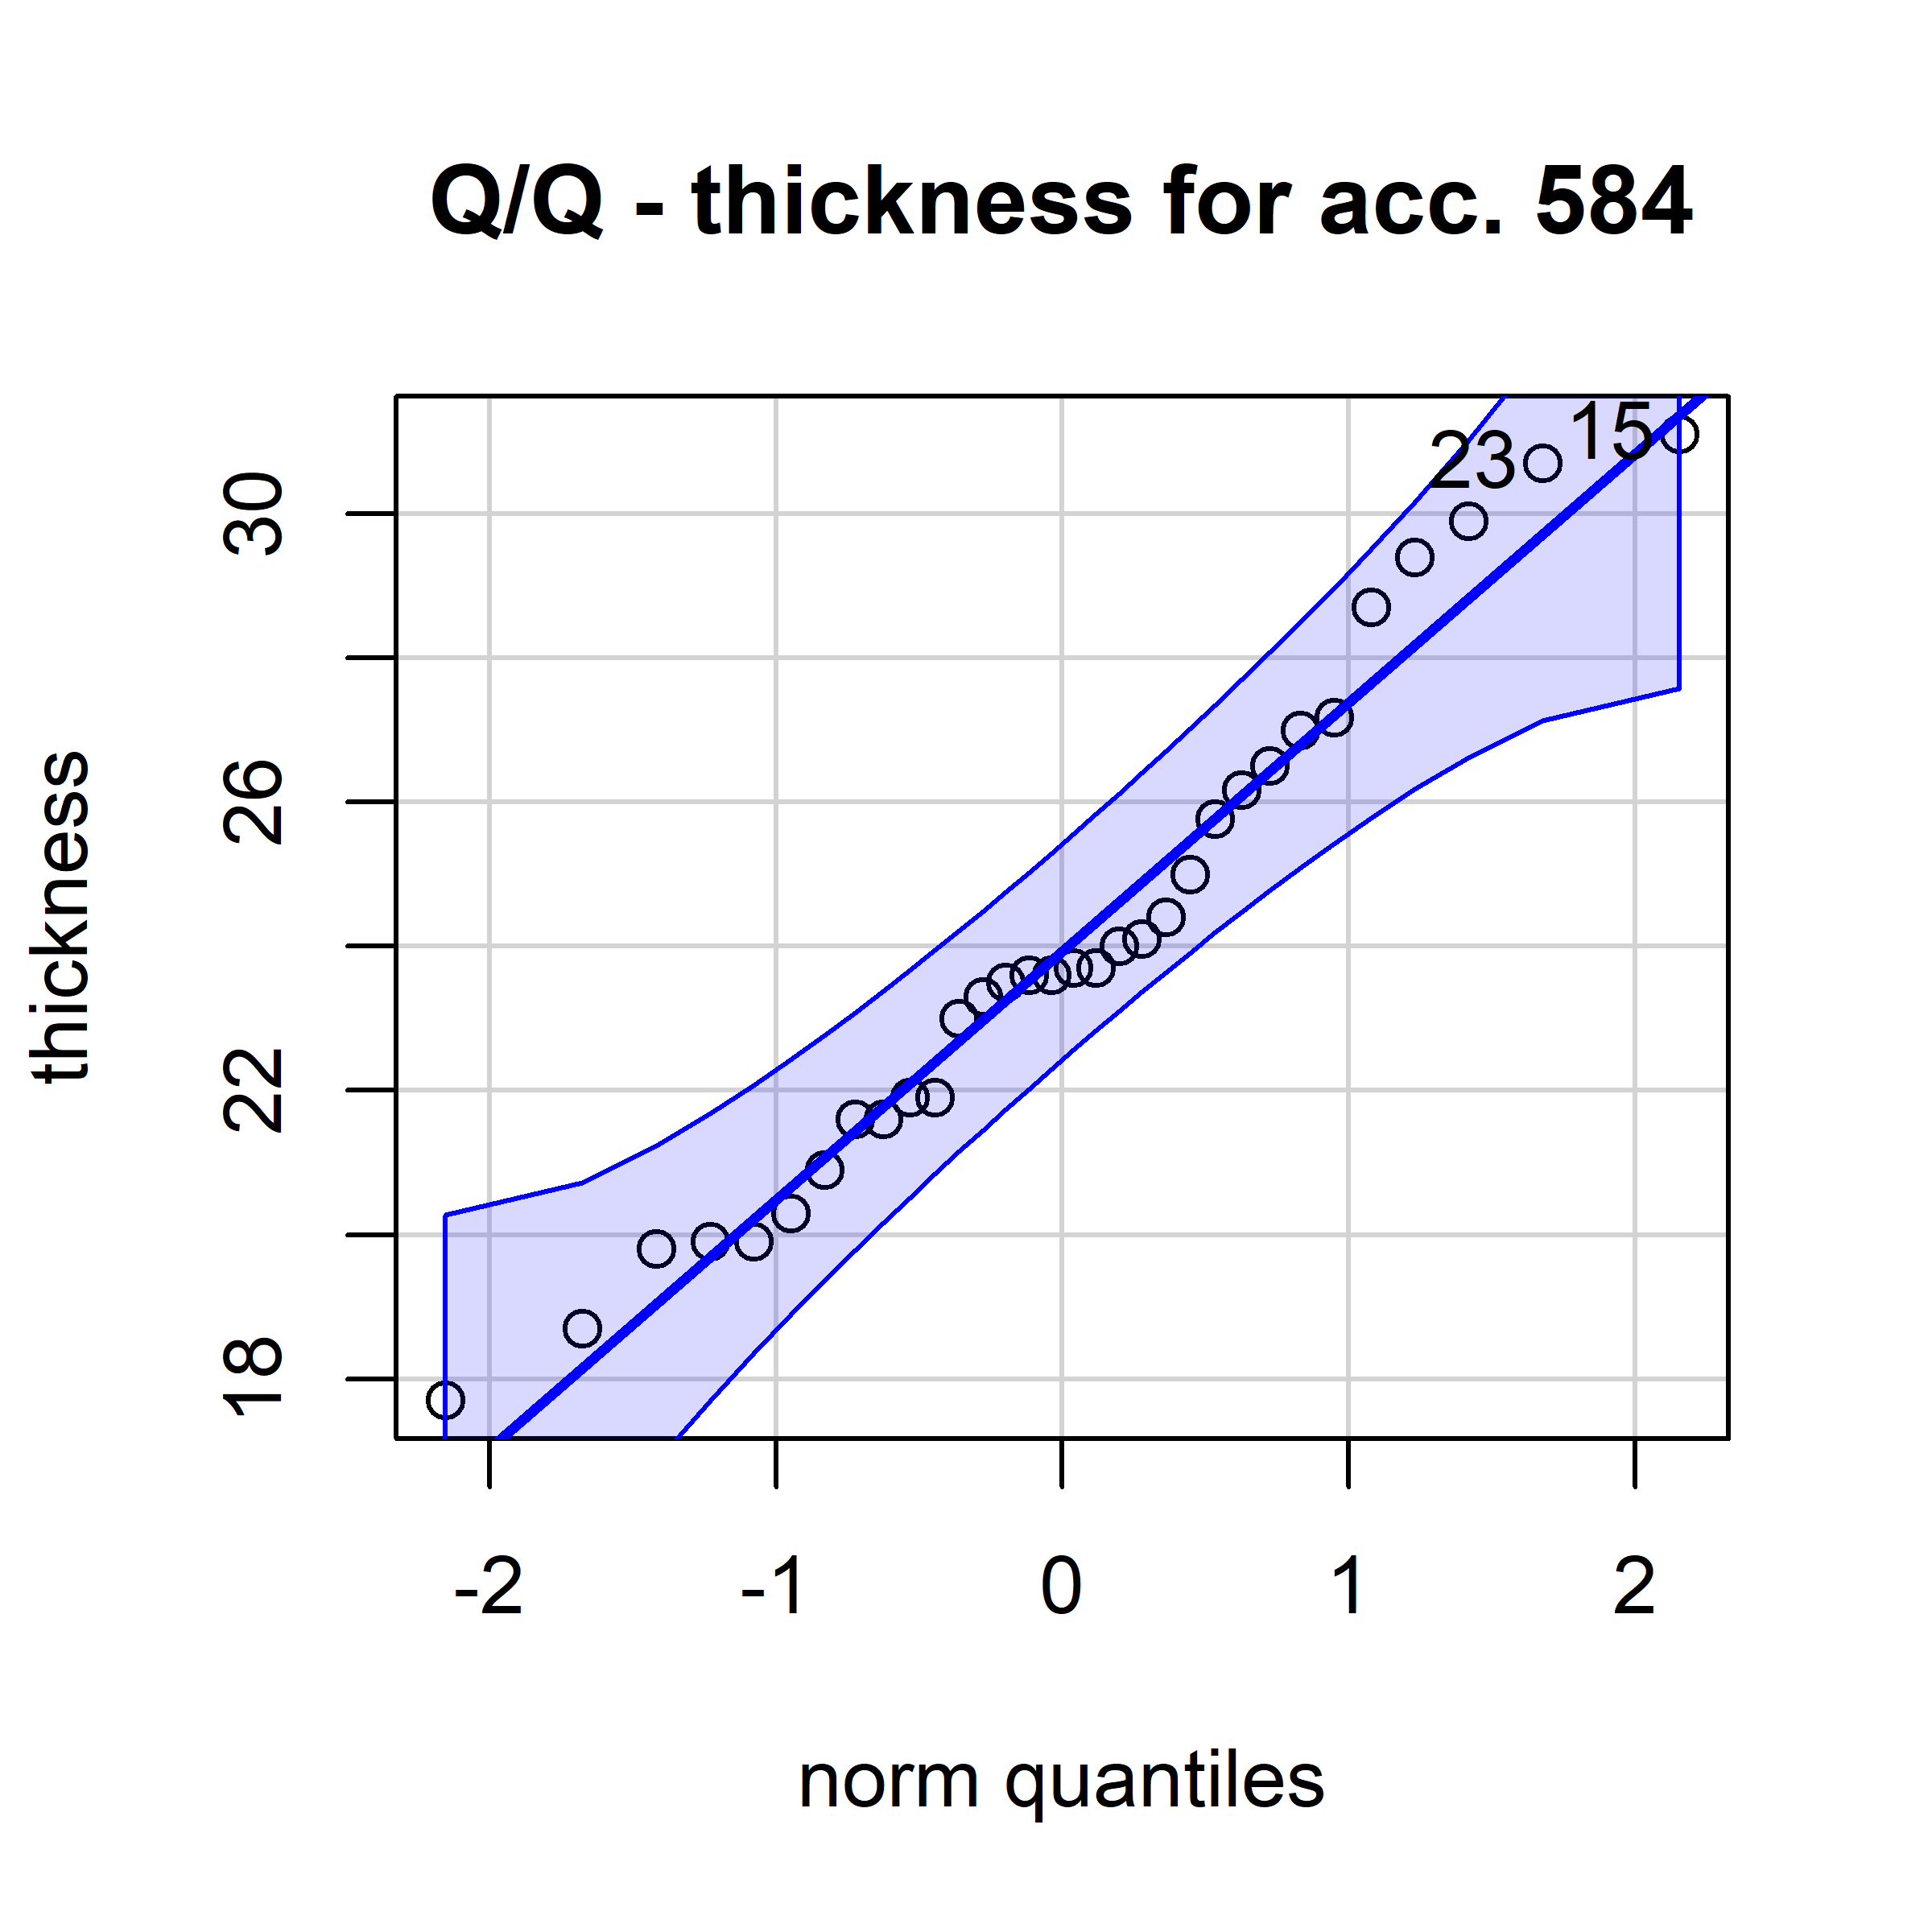 Q/Q - thickness for acc. 584
15
23
30
26
22
18
thickness
-2 -1 0 1 2
norm quantiles